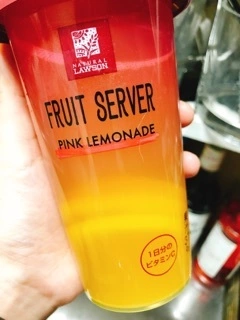 NATURAL
LAWSON
FRUIT SERVER
PINK LEMONADE
1日分の
ビタミンC